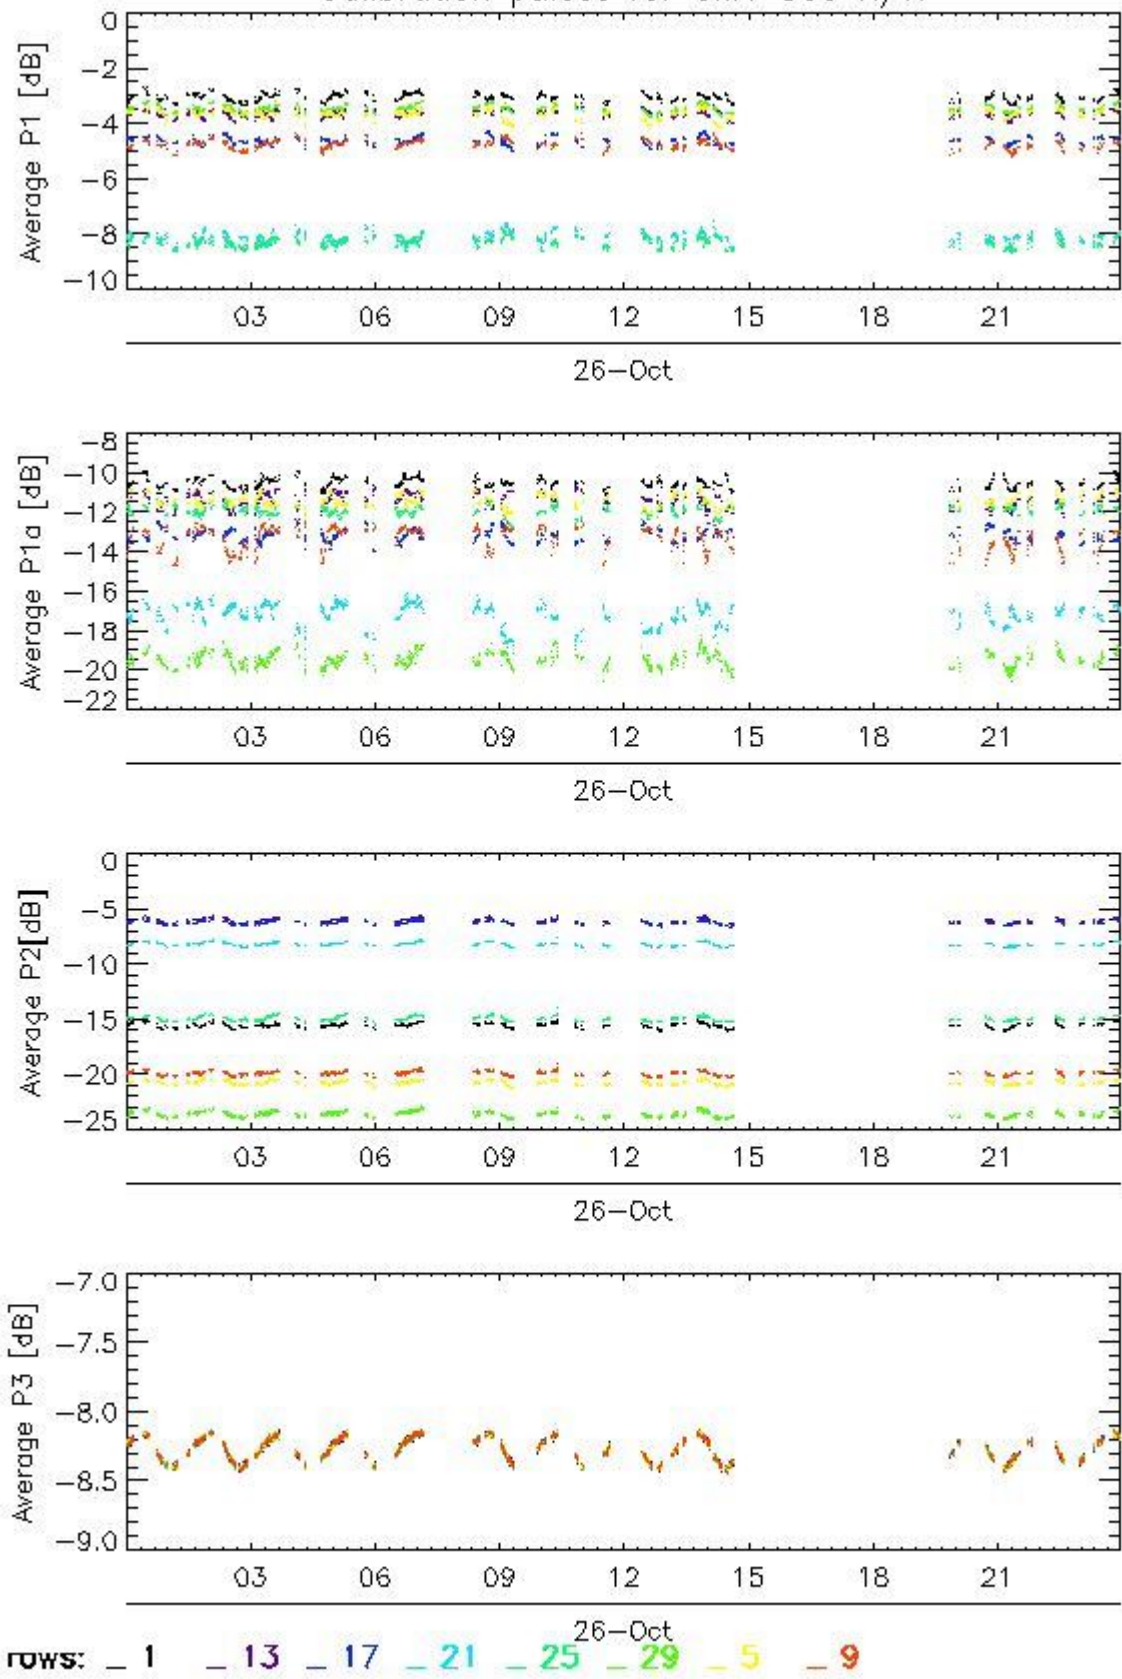 Average P1 [dB]
0
−2
−4
−6
−8
−10
03 06 09 12 15 18 21
26−Oct
Average P1a [dB]
−8
−10
−12
−14
−16
−18
−20
−22
03 06 09 12 15 18 21
26−Oct
Average P2[dB]
0
−5
−10
−15
−20
−25
03 06 09 12 15 18 21
26−Oct
Average P3 [dB]
−7.0
−7.5
−8.0
−8.5
−9.0
03 06 09 12 15 18 21
26−Oct
rows: _ 1 _ 13 _ 17 _ 21 _ 25 _ 29 _ 5 _ 9